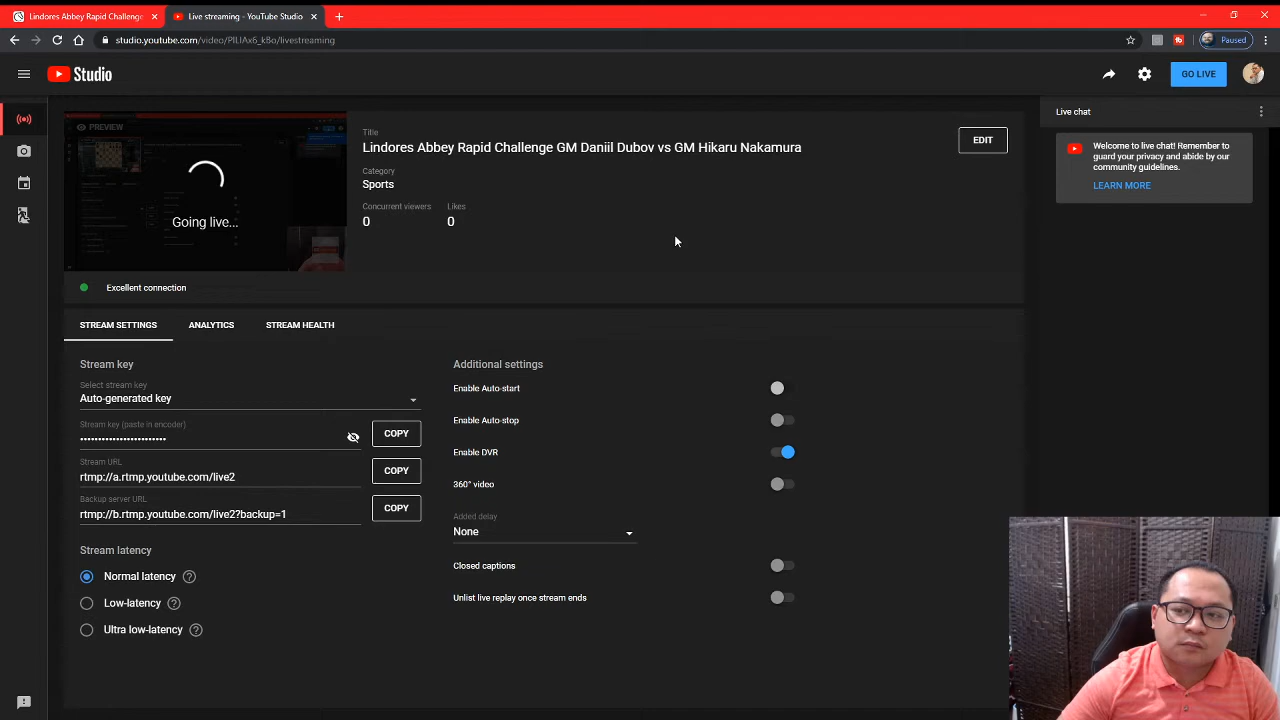 Lindores Abbey Rapid Challenge
Live streaming - YouTube Studio
studio.youtube.com/video/PlLIAx6_kBo/livestreaming
Paused
Studio
GO LIVE
PREVIEW
Going live...
Title
Lindores Abbey Rapid Challenge GM Daniil Dubov vs GM Hikaru Nakamura
EDIT
Category
Sports
Concurrent viewers
Likes
0
0
Excellent connection
Live chat
Welcome to live chat! Remember to
guard your privacy and abide by our
community guidelines.
LEARN MORE
STREAM SETTINGS
ANALYTICS
STREAM HEALTH
Stream key
Select stream key
Auto-generated key
Stream key (paste in encoder)
••••••••••••••••••••••••
COPY
Stream URL
rtmp://a.rtmp.youtube.com/live2
COPY
Backup server URL
rtmp://b.rtmp.youtube.com/live2?backup=1
COPY
Stream latency
Normal latency
Low-latency
Ultra low-latency
Additional settings
Enable Auto-start
Enable Auto-stop
Enable DVR
360° video
Added delay
None
Closed captions
Unlist live replay once stream ends